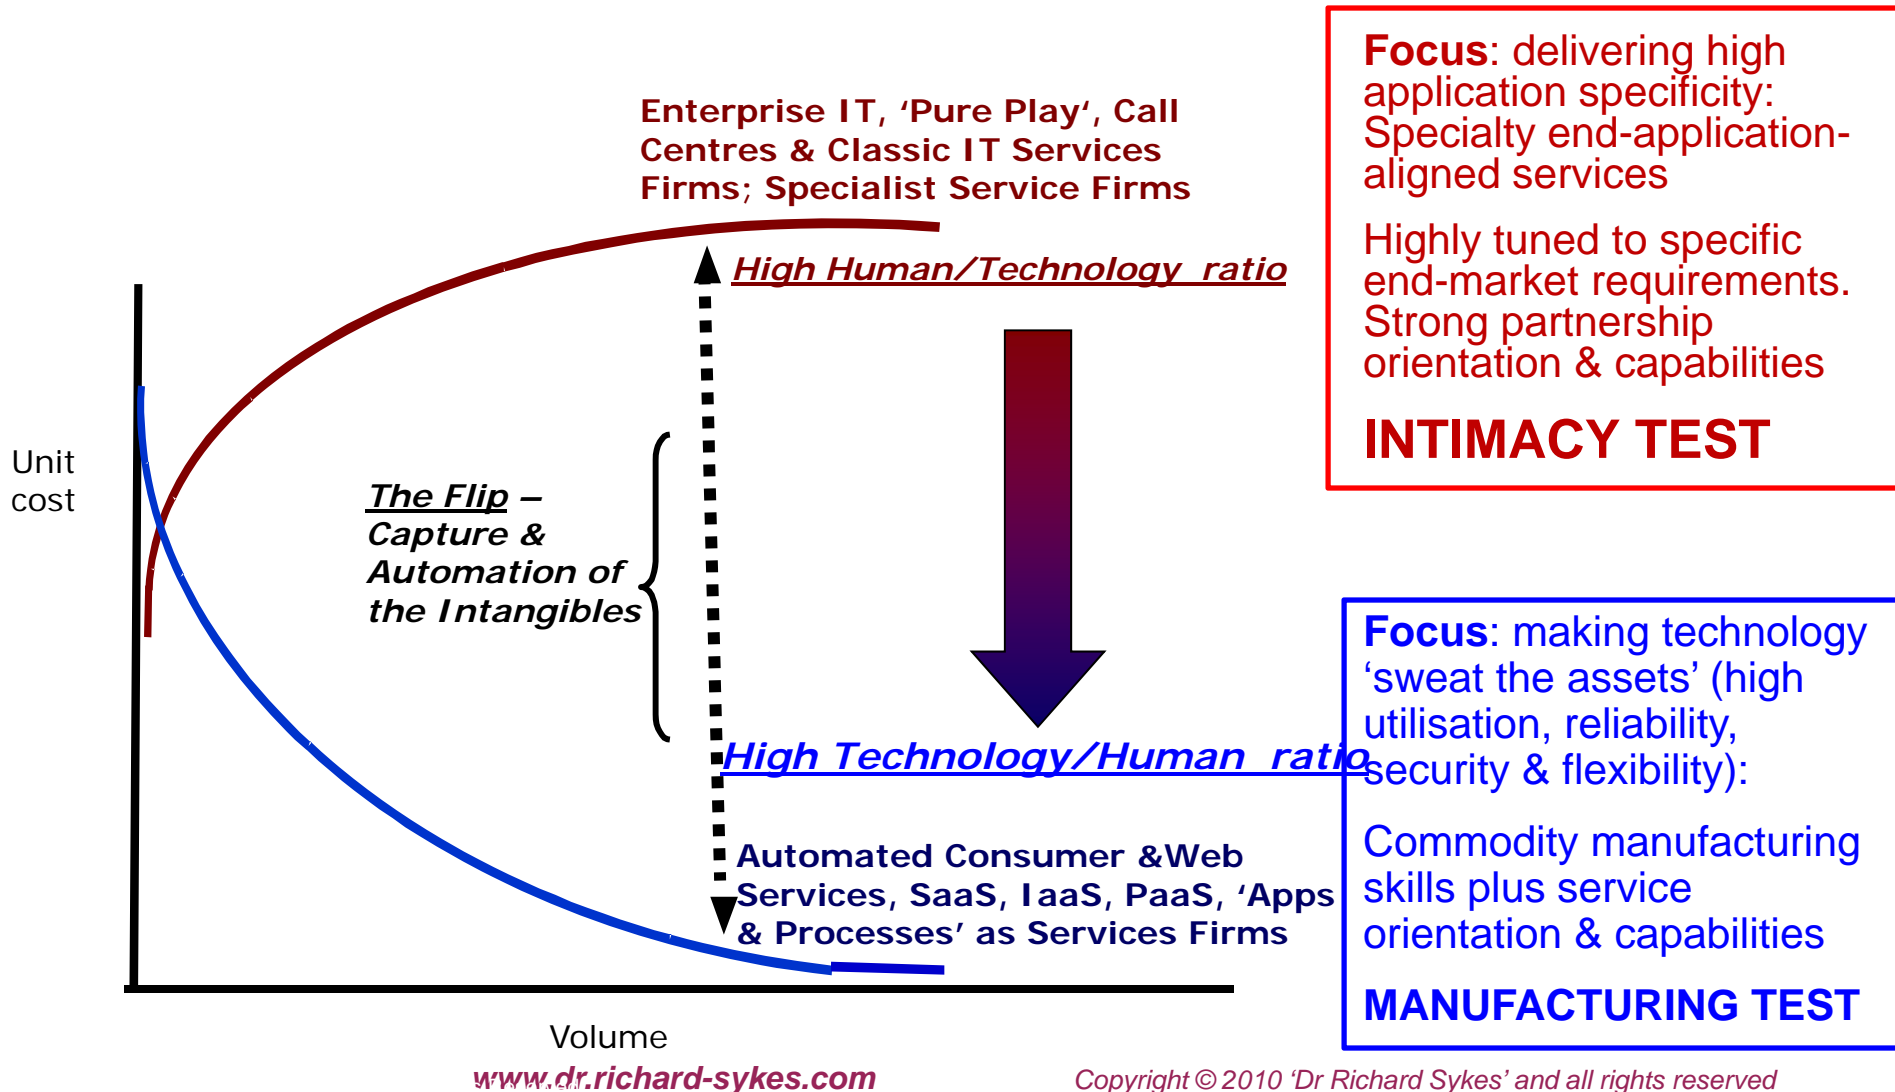 Enterprise IT, ‘Pure Play‘, Call
Centres & Classic IT Services
Firms; Specialist Service Firms
High Human/Technology ratio
Unit
cost
The Flip –
Capture &
Automation of
the Intangibles
High Technology/Human ratio
Automated Consumer &Web
Services, SaaS, IaaS, PaaS, ‘Apps
& Processes’ as Services Firms
Volume
Focus: delivering high
application specificity:
Specialty end-application-
aligned services
Highly tuned to specific
end-market requirements.
Strong partnership
orientation & capabilities
INTIMACY TEST
Focus: making technology
‘sweat the assets’ (high
utilisation, reliability,
security & flexibility):
Commodity manufacturing
skills plus service
orientation & capabilities
MANUFACTURING TEST
www.dr.richard-sykes.com
Copyright © 2010 ‘Dr Richard Sykes’ and all rights reserved